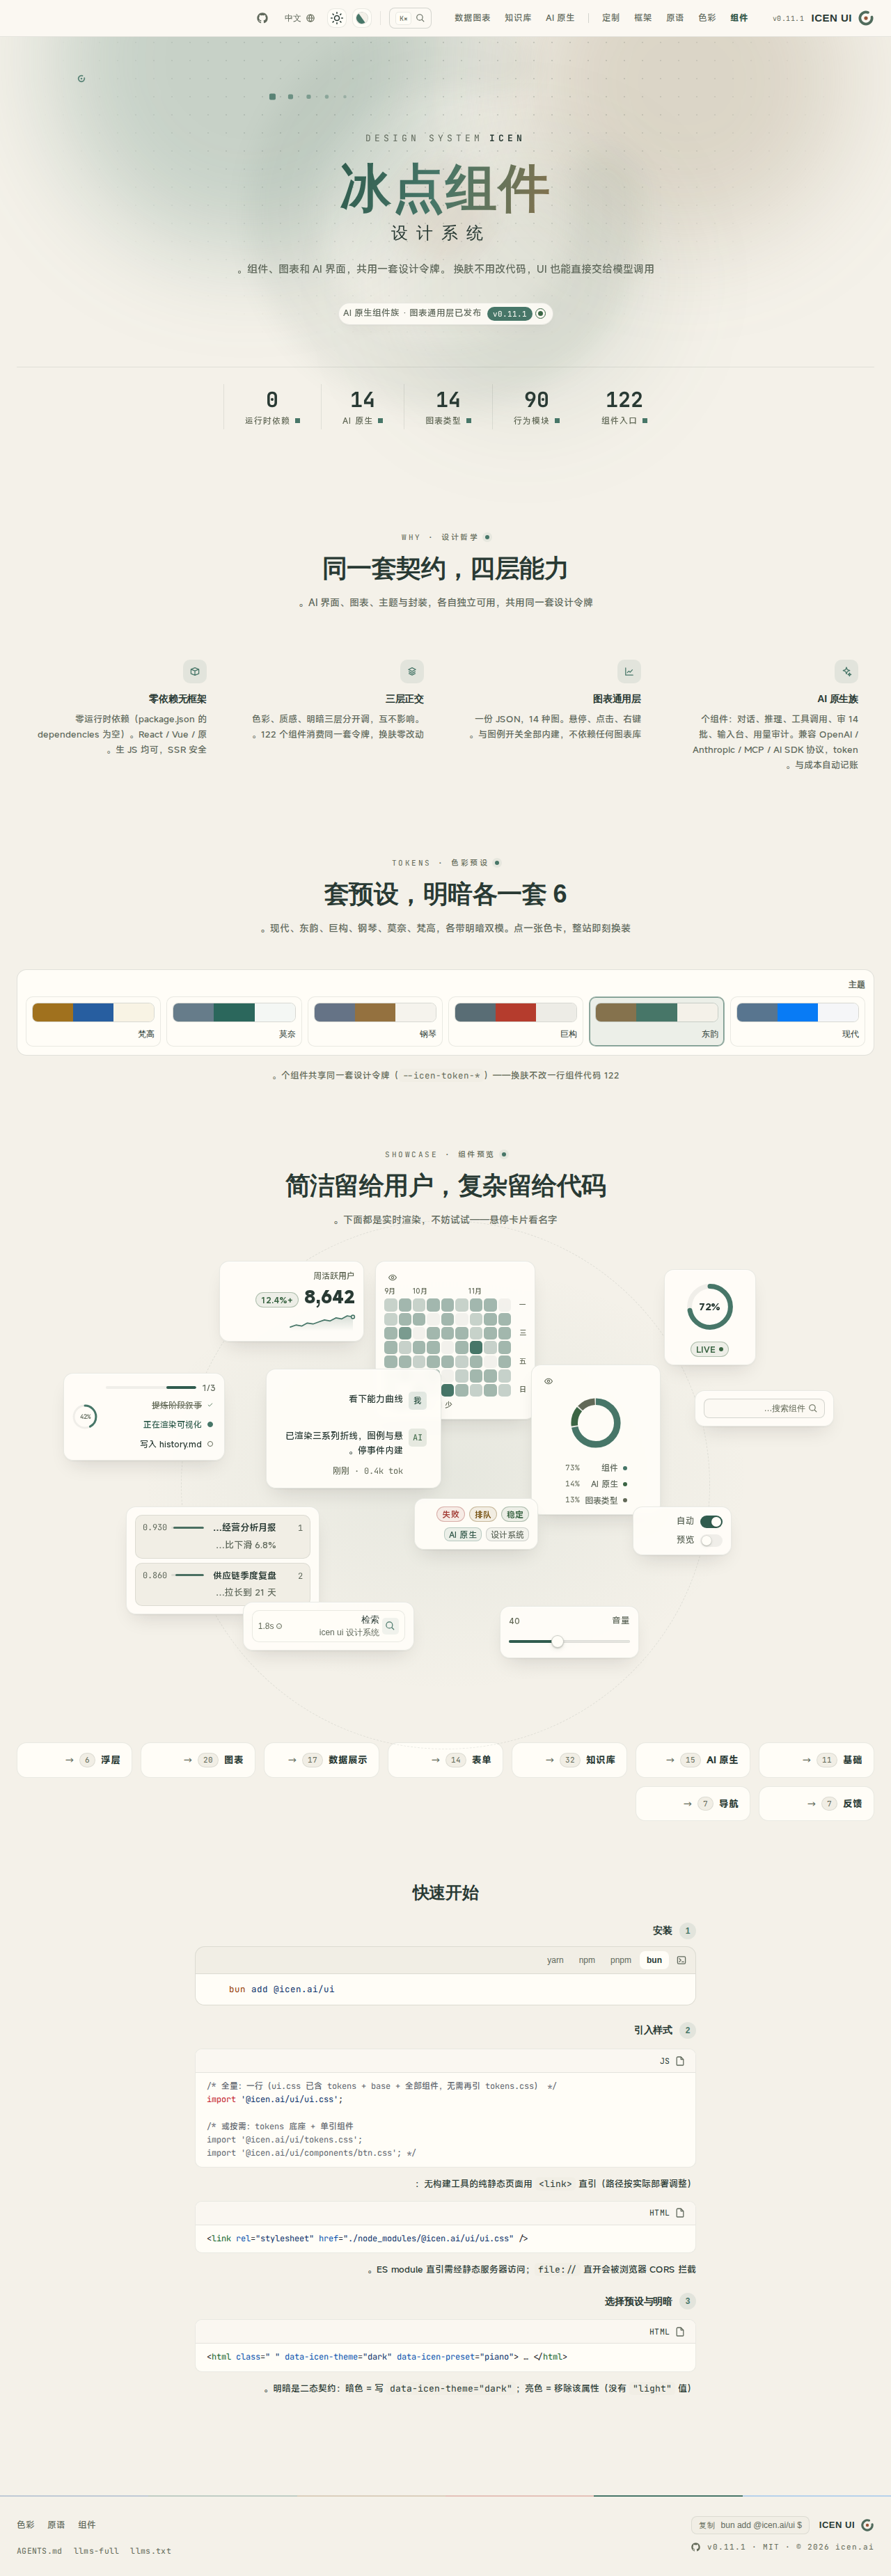 ICEN UI v0.11.1
组件 色彩 原语 框架 定制 AI 原生 知识库 数据图表
K⌘
中文
DESIGN SYSTEM ICEN
冰点组件
设计系统
组件、图表和 AI 界面，共用一套设计令牌。 换肤不用改代码，UI 也能直接交给模型调用。
v0.11.1 AI 原生组件族 · 图表通用层已发布
122 90 14 14 0
组件入口 行为模块 图表类型 AI 原生 运行时依赖
WHY · 设计哲学
同一套契约，四层能力
AI 界面、图表、主题与封装，各自独立可用，共用同一套设计令牌。
AI 原生族
14 个组件：对话、推理、工具调用、审
批、输入台、用量审计。兼容 OpenAI /
Anthropic / MCP / AI SDK 协议，token
与成本自动记账。
图表通用层
一份 JSON，14 种图。悬停、点击、右键
与图例开关全部内建，不依赖任何图表库。
三层正交
色彩、质感、明暗三层分开调，互不影响。
122 个组件消费同一套令牌，换肤零改动。
零依赖无框架
零运行时依赖（package.json 的
dependencies 为空）。React / Vue / 原
生 JS 均可，SSR 安全。
TOKENS · 色彩预设
6 套预设，明暗各一套
现代、东韵、巨构、钢琴、莫奈、梵高，各带明暗双模。点一张色卡，整站即刻换装。
主题
现代 东韵 巨构 钢琴 莫奈 梵高
122 个组件共享同一套设计令牌（ --icen-token-* ）——换肤不改一行组件代码。
SHOWCASE · 组件预览
简洁留给用户，复杂留给代码
下面都是实时渲染，不妨试试——悬停卡片看名字。
72%
LIVE
9月 10月 11月
一
三
五
日
少
周活跃用户
8,642 12.4%+
搜索组件...
73% 组件
14% AI 原生
13% 图表类型
我 看下能力曲线
AI 已渲染三系列折线，图例与悬
停事件内建。
刚刚 · 0.4k tok
1/3
42%
提炼阶段叙事
正在渲染可视化
写入 history.md
自动
预览
稳定 排队 失败
设计系统 AI 原生
1 经营分析月报... 0.930
比下滑 6.8%...
2 供应链季度复盘 0.860
拉长到 21 天...
检索 1.8s
icen ui 设计系统
容量 40
基础 11 →
AI 原生 15 →
知识库 32 →
表单 14 →
数据展示 17 →
图表 20 →
浮层 6 →
反馈 7 →
导航 7 →
快速开始
1 安装
bun pnpm npm yarn
bun add @icen.ai/ui
2 引入样式
JS
/* 全量：一行（ui.css 已含 tokens + base + 全部组件，无需再引 tokens.css） */
import '@icen.ai/ui/ui.css';
/* 或按需：tokens 底座 + 单引组件
import '@icen.ai/ui/tokens.css';
import '@icen.ai/ui/components/btn.css'; */
无构建工具的纯静态页面用 <link> 直引（路径按实际部署调整）：
HTML
<link rel="stylesheet" href="./node_modules/@icen.ai/ui/ui.css" />
ES module 直引需经静态服务器访问； file:// 直开会被浏览器 CORS 拦截。
3 选择预设与明暗
HTML
<html class=" " data-icen-theme="dark" data-icen-preset="piano"> … </html>
明暗是二态契约：暗色 = 写 data-icen-theme="dark" ；亮色 = 移除该属性（没有 "light" 值）。
ICEN UI
$ bun add @icen.ai/ui 复制
v0.11.1 · MIT · © 2026 icen.ai
组件 原语 色彩
llms.txt llms-full AGENTS.md